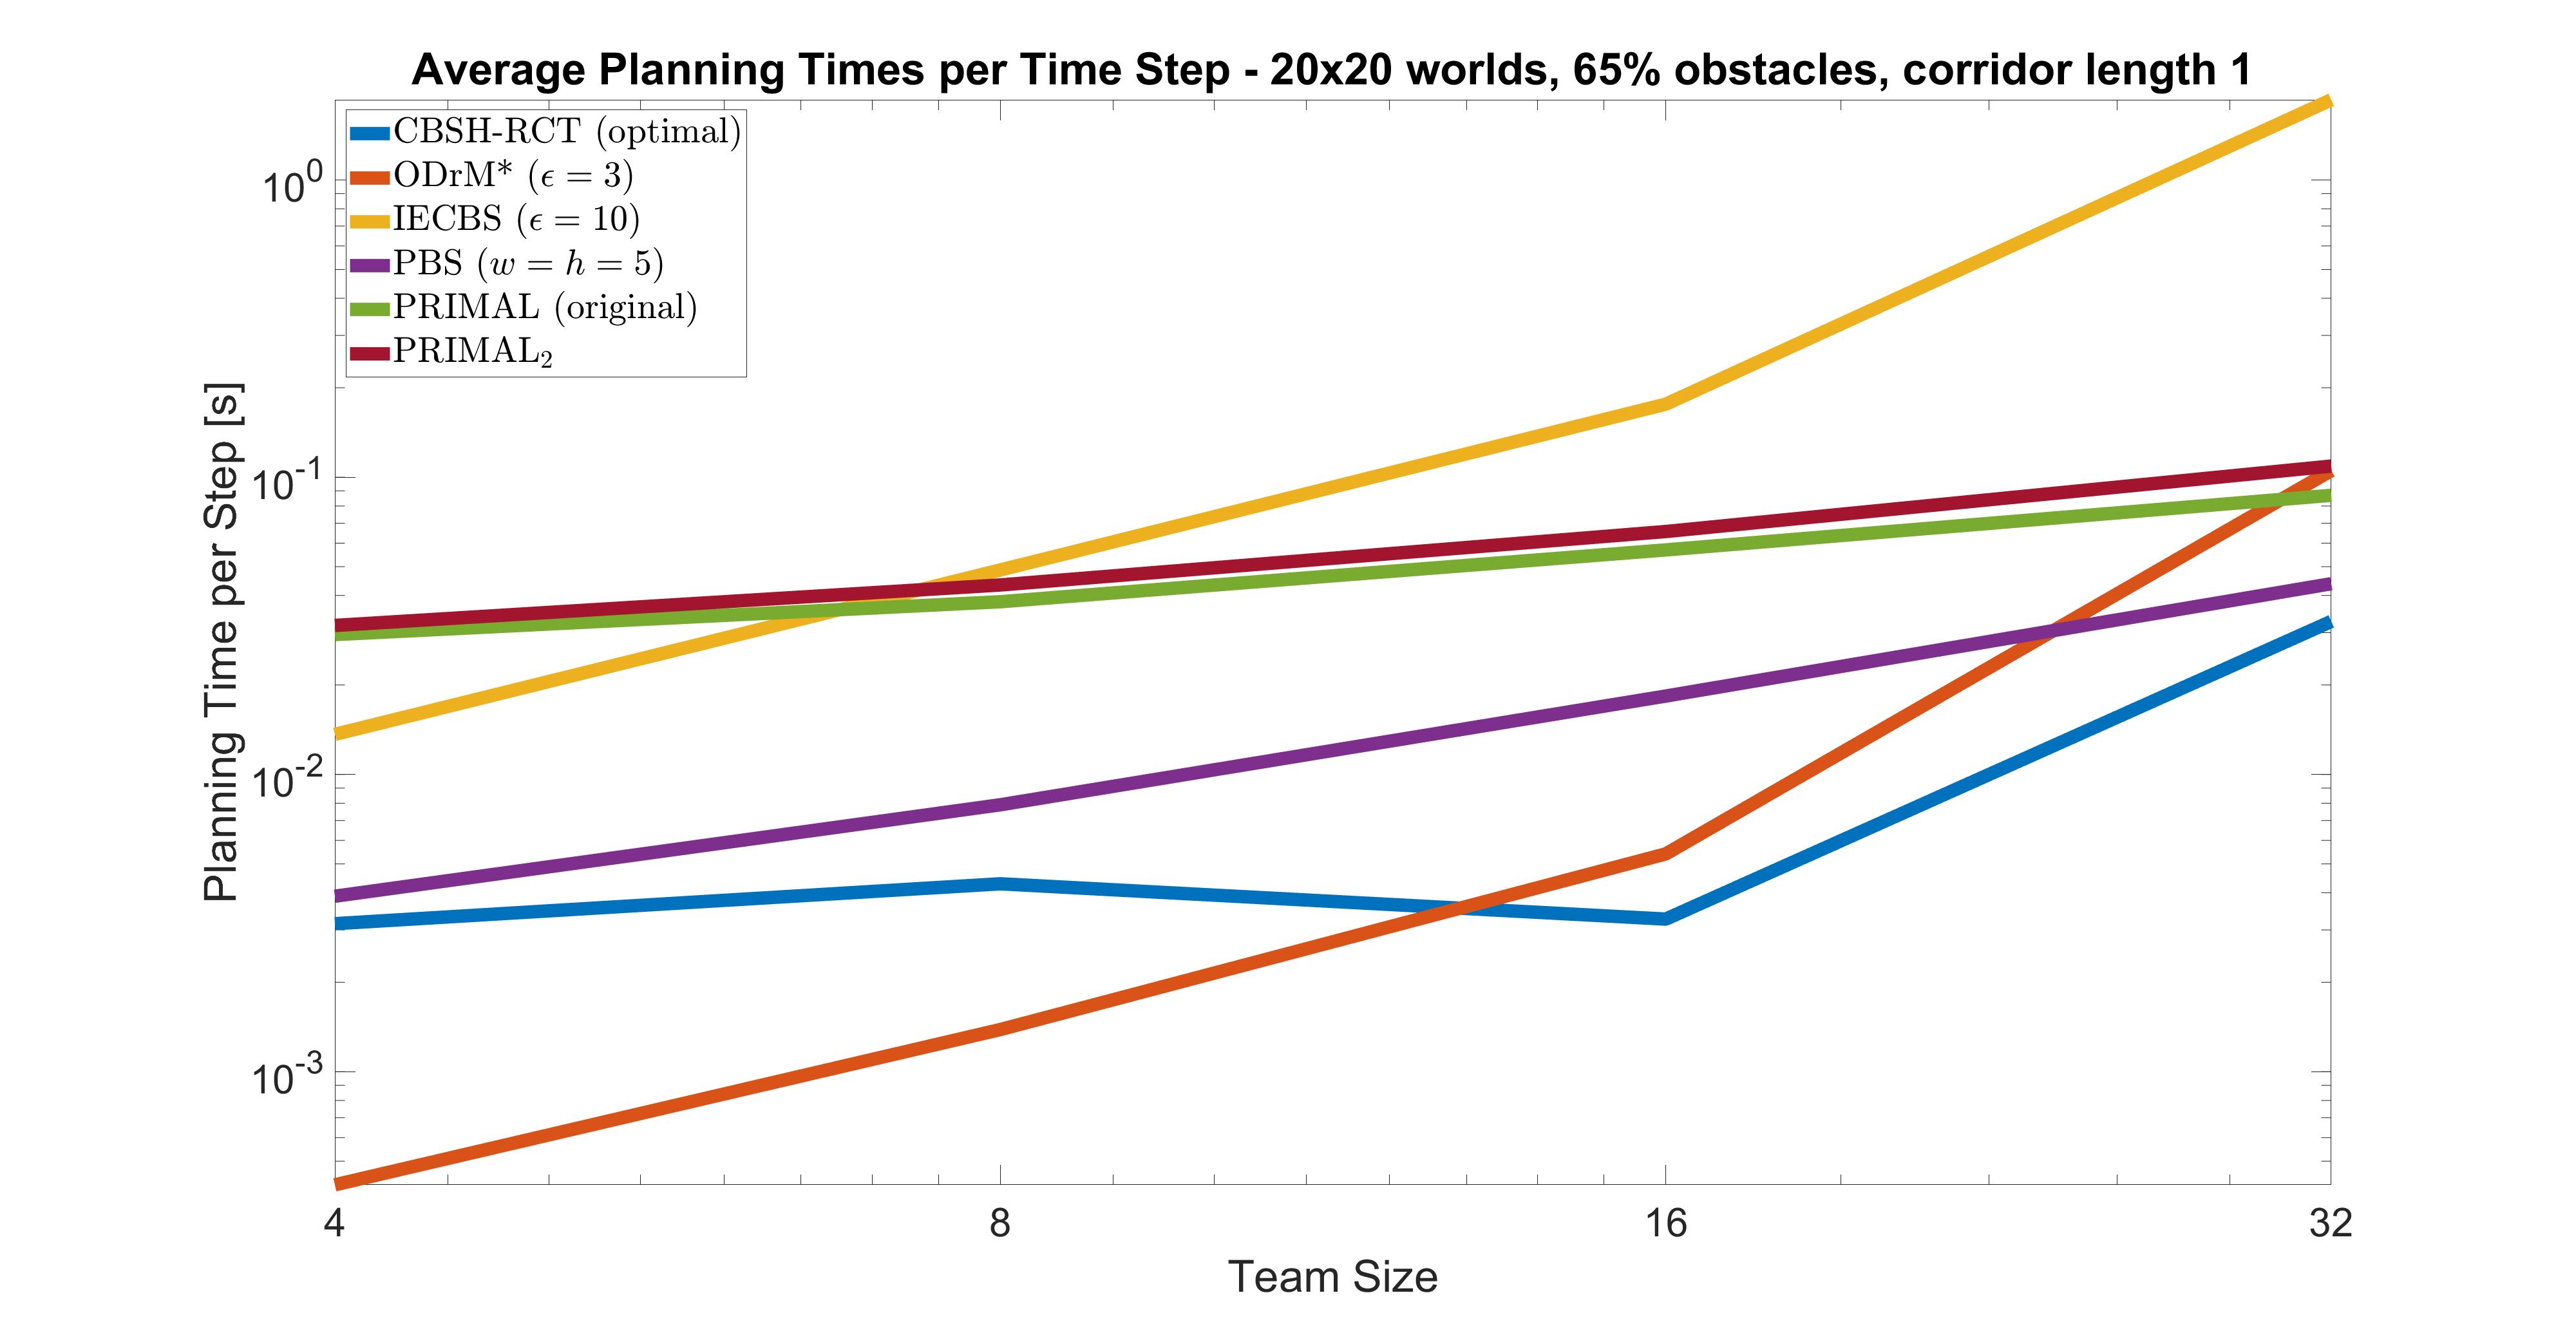 Average Planning Times per Time Step - 20x20 worlds, 65% obstacles, corridor length 1
CBSH-RCT (optimal)
ODrM* (ϵ = 3)
IECBS (ϵ = 10)
PBS (w = h = 5)
PRIMAL (original)
PRIMAL₂
Planning Time per Step [s]
10⁰
10⁻¹
10⁻²
10⁻³
4 8 16 32
Team Size